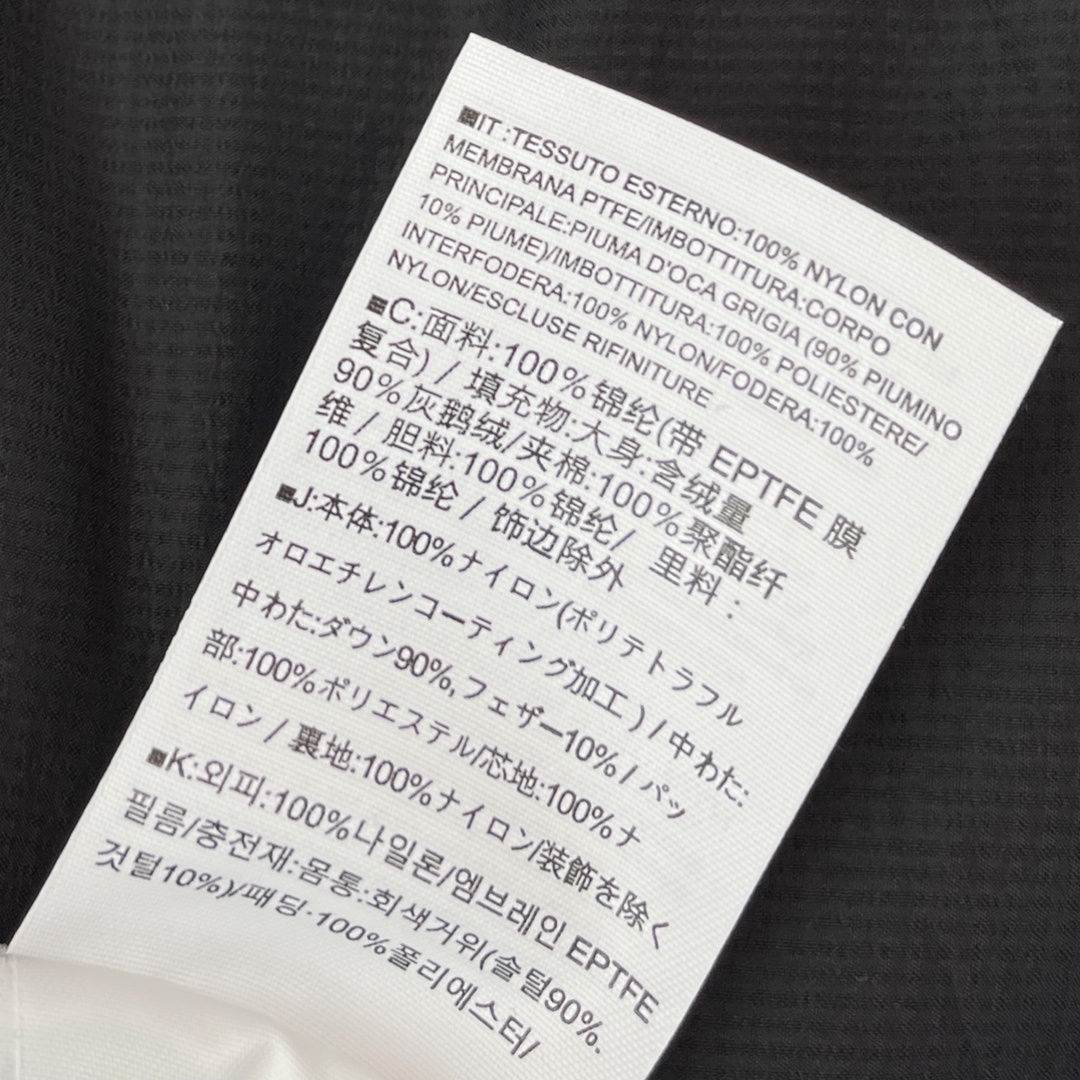 IT :TESSUTO ESTERNO:100% NYLON CON
MEMBRANA PTFE/IMBOTTITURA:CORPO
PRINCIPALE:PIUMA D'OCA GRIGIA (90% PIUMINO
10% PIUME)/IMBOTTITURA:100% POLIESTERE/
INTERFODERA:100% NYLON/FODERA:100%
NYLON/ESCLUSE RIFINITURE
C:面料:100%锦纶(带 EPTFE 膜
复合) / 填充物:大身:含绒量
90%灰鹅绒/夹棉:100%聚酯纤
维 / 胆料:100%锦纶/ 里料 :
100%锦纶 / 饰边除外
J:本体:100%ナイロン(ポリテトラフル
オロエチレンコーティング加工 ) / 中わた:
中わた:ダウン90%,フェザー10% / パッ
部:100%ポリエステル/芯地:100%ナ
イロン / 裏地:100%ナイロン/装飾を除く
K:외피:100%나일론/멤브레인 EPTFE
필름/충전재:몸통:회색거위(솔털90%.
깃털10%)/패딩:100%폴리에스터/